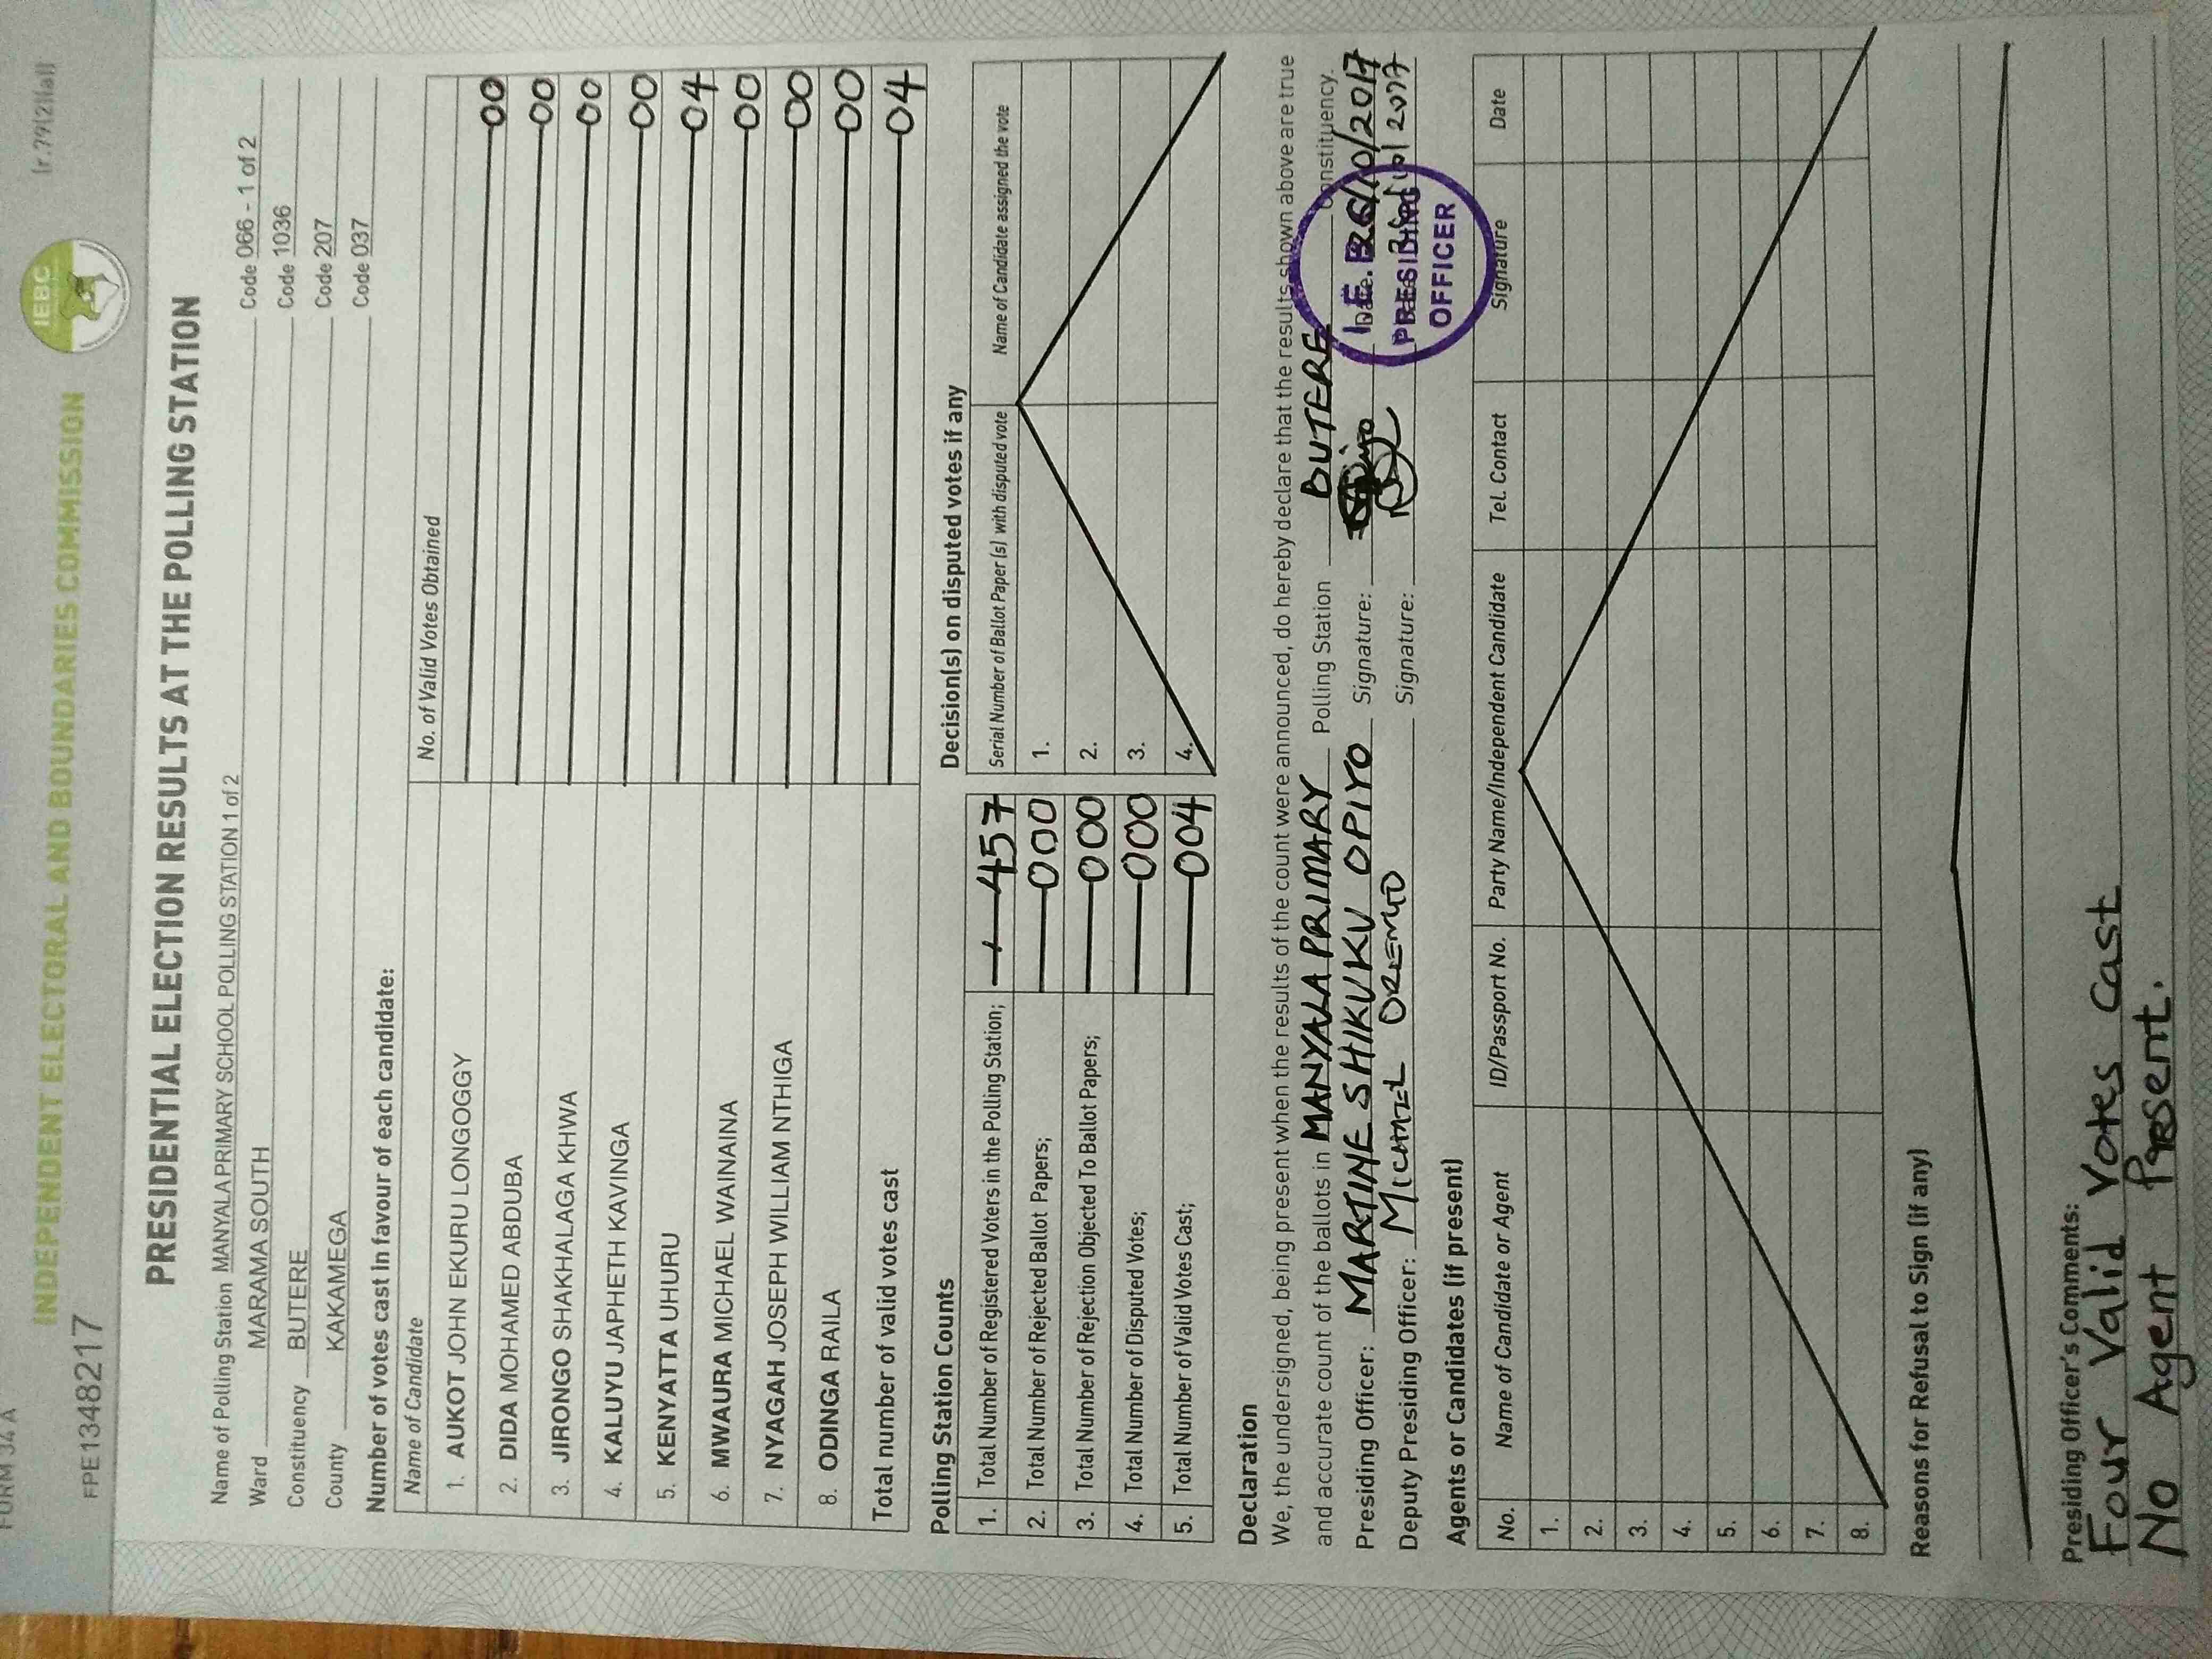 FORM 34 A
(r.79(2)(a))
INDEPENDENT ELECTORAL AND BOUNDARIES COMMISSION
IEBC
FPE1348217
PRESIDENTIAL ELECTION RESULTS AT THE POLLING STATION
Name of Polling Station MANYALA PRIMARY SCHOOL POLLING STATION 1 of 2 Code 066 - 1 of 2
Ward MARAMA SOUTH Code 1036
Constituency BUTERE Code 207
County KAKAMEGA Code 037
Number of votes cast in favour of each candidate:
Name of Candidate No. of Valid Votes Obtained
1. AUKOT JOHN EKURU LONGOGGY 00
2. DIDA MOHAMED ABDUBA 00
3. JIRONGO SHAKHALAGA KHWA 00
4. KALUYU JAPHETH KAVINGA 00
5. KENYATTA UHURU 04
6. MWAURA MICHAEL WAINAINA 00
7. NYAGAH JOSEPH WILLIAM NTHIGA 00
8. ODINGA RAILA 00
Total number of valid votes cast 04
Polling Station Counts
1. Total Number of Registered Voters in the Polling Station; 457
2. Total Number of Rejected Ballot Papers; 000
3. Total Number of Rejection Objected To Ballot Papers; 000
4. Total Number of Disputed Votes; 000
5. Total Number of Valid Votes Cast; 004
Decision(s) on disputed votes if any
Serial Number of Ballot Paper (s) with disputed vote Name of Candidate assigned the vote
1.
2.
3.
4.
Declaration
We, the undersigned, being present when the results of the count were announced, do hereby declare that the results shown above are true
and accurate count of the ballots in MANYALA PRIMARY Polling Station BUTERE Constituency.
Presiding Officer: MARTINE SHIKUKU OPIYO Signature: Date: 26/10/2017
Deputy Presiding Officer: MICHAEL OREMO Signature: 2017
PRESIDING
OFFICER
Agents or Candidates (if present)
No. Name of Candidate or Agent ID/Passport No. Party Name/Independent Candidate Tel. Contact Signature Date
1.
2.
3.
4.
5.
6.
7.
8.
Reasons for Refusal to Sign (if any)
Presiding Officer's Comments:
Four Valid Votes Cast
No Agent Present.